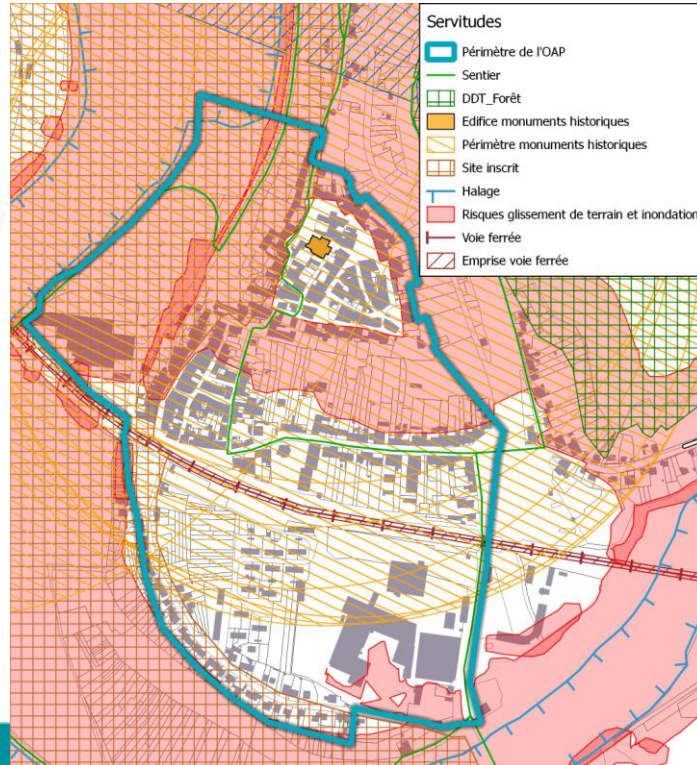 Servitudes
Périmètre de l'OAP
Sentier
DDT_Forêt
Edifice monuments historiques
Périmètre monuments historiques
Site inscrit
Halage
Risques glissement de terrain et inondation
Voie ferrée
Emprise voie ferrée